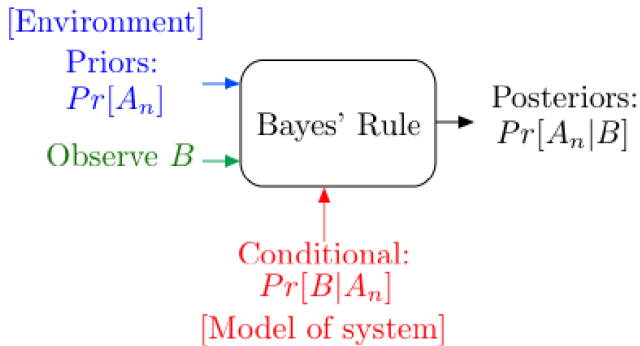 [Environment]
Priors:
Pr[A_n]
Observe B
Bayes' Rule
Posteriors:
Pr[A_n|B]
Conditional:
Pr[B|A_n]
[Model of system]